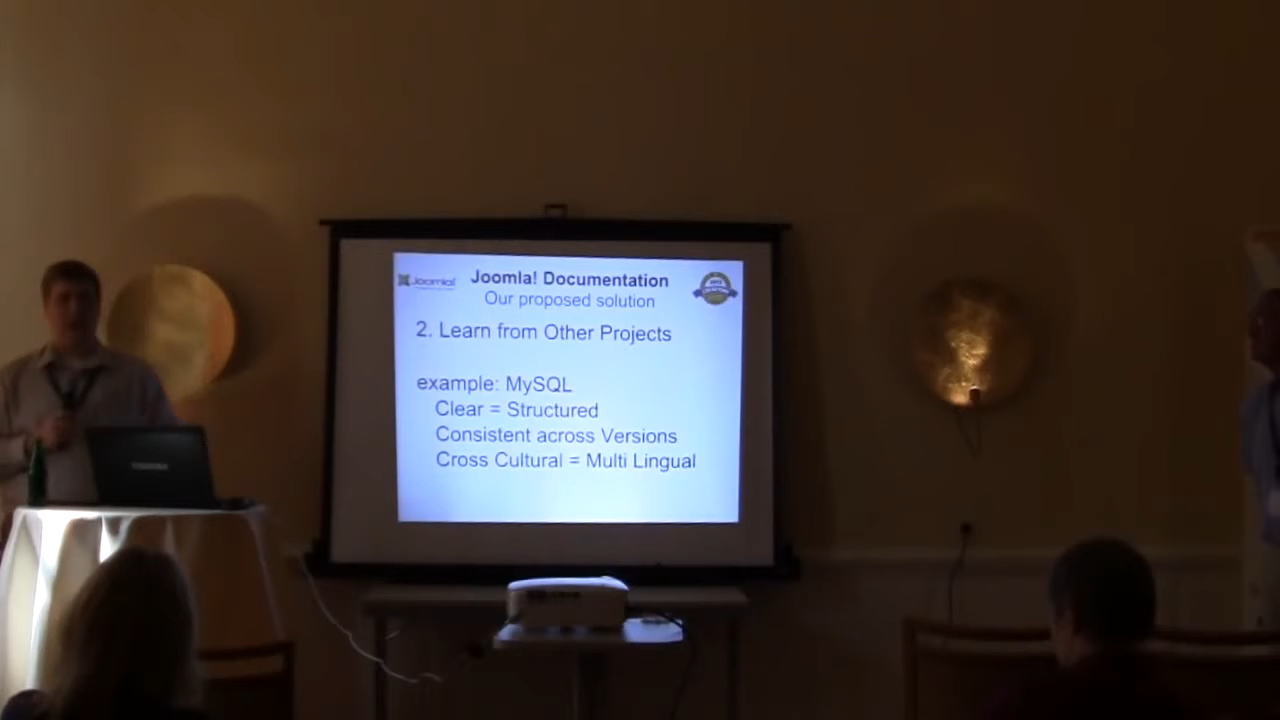 Joomla!
Joomla! Documentation
Our proposed solution
2. Learn from Other Projects
example: MySQL
Clear = Structured
Consistent across Versions
Cross Cultural = Multi Lingual
TOSHIBA